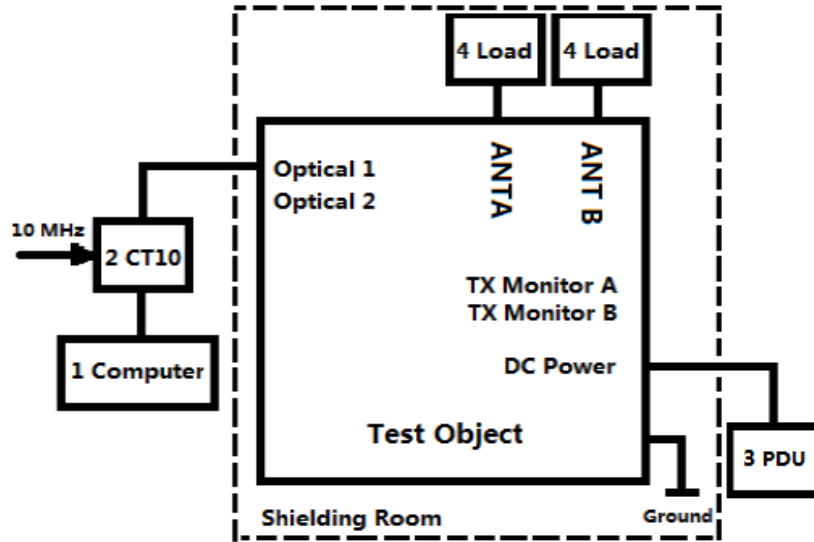 4 Load
4 Load
ANTA
ANT B
Optical 1
Optical 2
10 MHz
2 CT10
TX Monitor A
TX Monitor B
1 Computer
DC Power
Test Object
3 PDU
Shielding Room
Ground